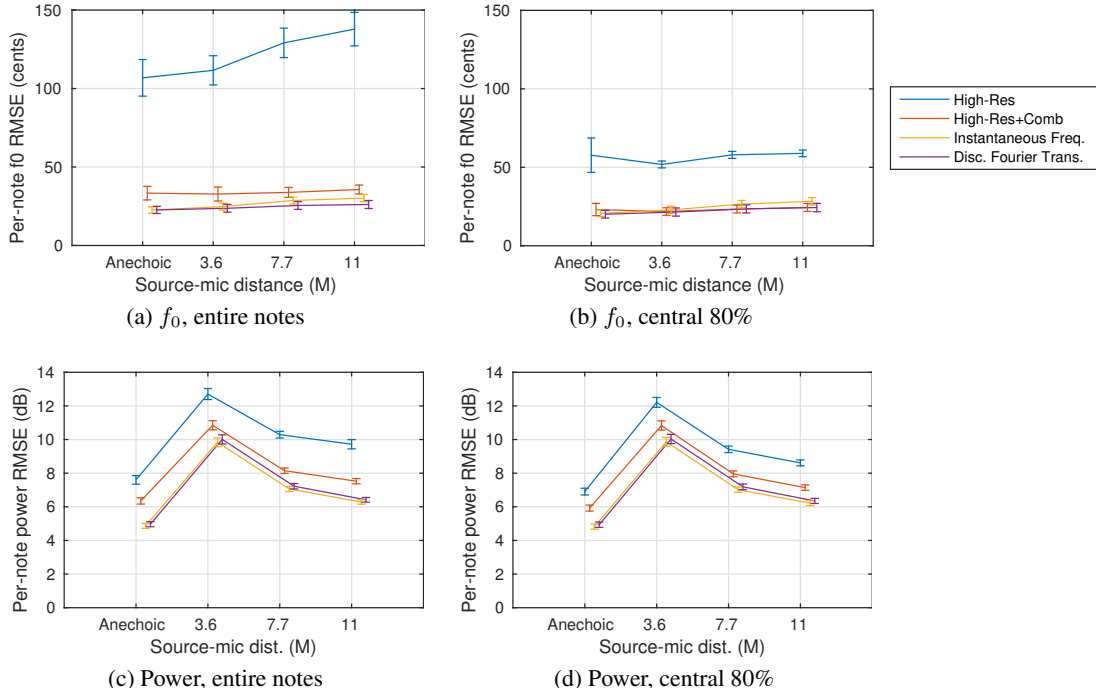 150
100
50
0
Per-note f0 RMSE (cents)
Anechoic 3.6 7.7 11
Source-mic distance (M)
(a) f0, entire notes
150
100
50
0
Per-note f0 RMSE (cents)
Anechoic 3.6 7.7 11
Source-mic distance (M)
(b) f0, central 80%
High-Res
High-Res+Comb
Instantaneous Freq.
Disc. Fourier Trans.
14
12
10
8
6
4
2
0
Per-note power RMSE (dB)
Anechoic 3.6 7.7 11
Source-mic dist. (M)
(c) Power, entire notes
14
12
10
8
6
4
2
0
Per-note power RMSE (dB)
Anechoic 3.6 7.7 11
Source-mic dist. (M)
(d) Power, central 80%